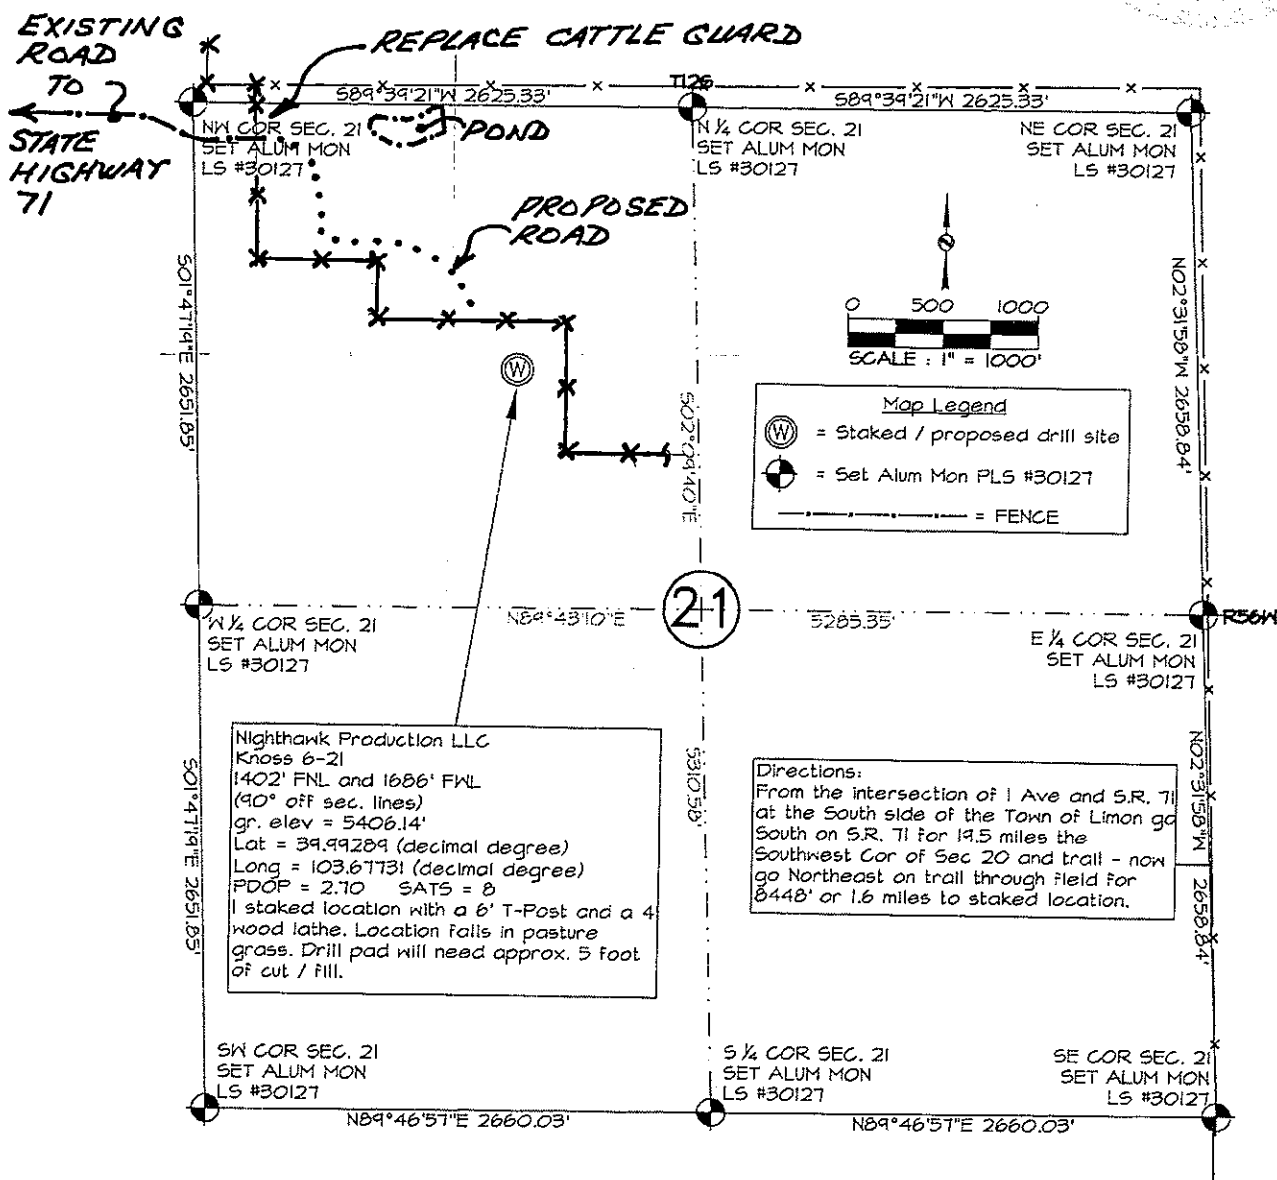 EXISTING
ROAD
TO
STATE
HIGHWAY
71
REPLACE CATTLE GUARD
T12S
S89°39'21"W 2625.33'
S89°39'21"W 2625.33'
NW COR SEC. 21
SET ALUM MON
LS #30127
POND
N 1/4 COR SEC. 21
SET ALUM MON
LS #30127
NE COR SEC. 21
SET ALUM MON
LS #30127
PROPOSED
ROAD
N
0 500 1000
SCALE : 1" = 1000'
S01°47'19"E 2651.85'
S02°04'40"E
N02°31'58"W 2658.84'
W
Map Legend
W = Staked / proposed drill site
= Set Alum Mon PLS #30127
= FENCE
21
N89°43'10"E
5285.35'
R56W
W 1/4 COR SEC. 21
SET ALUM MON
LS #30127
E 1/4 COR SEC. 21
SET ALUM MON
LS #30127
Nighthawk Production LLC
Knoss 6-21
1402' FNL and 1686' FWL
(90° off sec. lines)
gr. elev = 5406.14'
Lat = 39.99289 (decimal degree)
Long = 103.67731 (decimal degree)
PDOP = 2.70 SATS = 8
I staked location with a 6' T-Post and a 4
wood lathe. Location falls in pasture
grass. Drill pad will need approx. 5 foot
of cut / fill.
S01°47'19"E 2651.85'
5310.58'
Directions:
From the intersection of 1 Ave and S.R. 71
at the South side of the Town of Limon go
South on S.R. 71 for 19.5 miles the
Southwest Cor of Sec 20 and trail - now
go Northeast on trail through field for
8448' or 1.6 miles to staked location.
N02°31'58"W 2658.84'
SW COR SEC. 21
SET ALUM MON
LS #30127
S 1/4 COR SEC. 21
SET ALUM MON
LS #30127
SE COR SEC. 21
SET ALUM MON
LS #30127
N89°46'57"E 2660.03'
N89°46'57"E 2660.03'